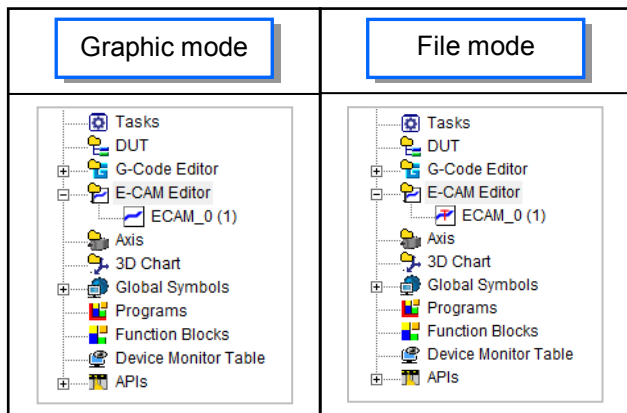 Graphic mode
File mode
Tasks
DUT
G-Code Editor
E-CAM Editor
ECAM_0 (1)
Axis
3D Chart
Global Symbols
Programs
Function Blocks
Device Monitor Table
APIs
Tasks
DUT
G-Code Editor
E-CAM Editor
ECAM_0 (1)
Axis
3D Chart
Global Symbols
Programs
Function Blocks
Device Monitor Table
APIs